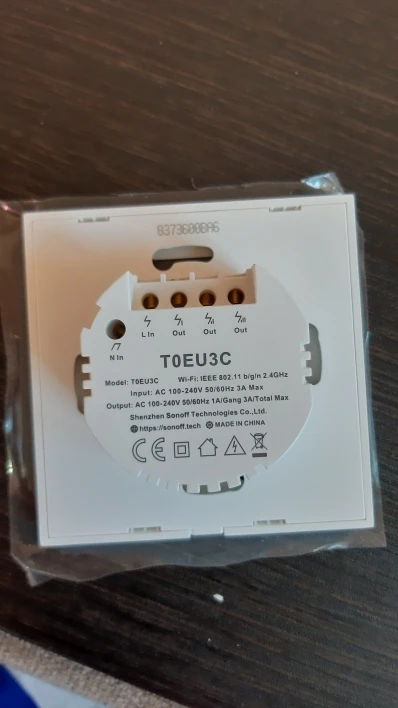 8373600BA6
L In Out Out Out
N In
T0EU3C
Model: T0EU3C Wi-Fi: IEEE 802.11 b/g/n 2.4GHz
Input: AC 100-240V 50/60Hz 3A Max
Output: AC 100-240V 50/60Hz 1A/Gang 3A/Total Max
Shenzhen Sonoff Technologies Co.,Ltd.
https://sonoff.tech MADE IN CHINA
CE